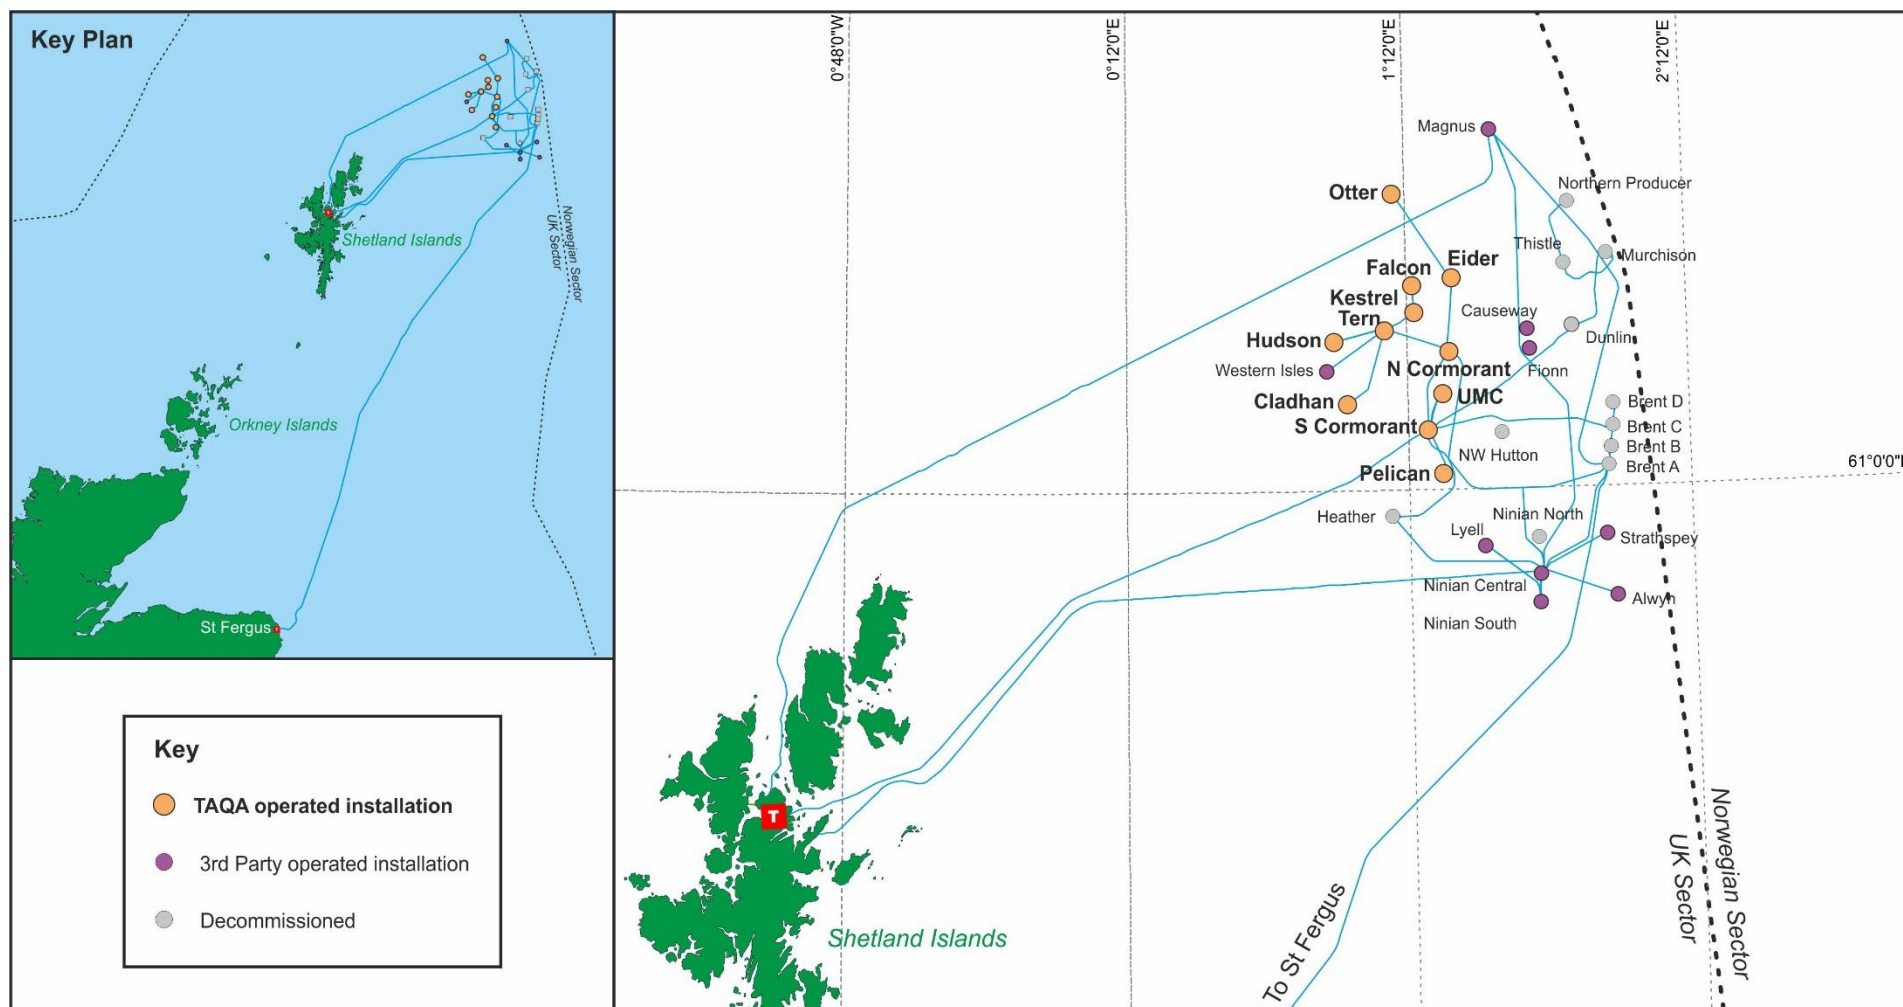 Key Plan
Norwegian Sector
UK Sector
Shetland Islands
Orkney Islands
St Fergus
Key
TAQA operated installation
3rd Party operated installation
Decommissioned
0°48'0"W
0°12'0"E
1°12'0"E
2°12'0"E
Magnus
Northern Producer
Otter
Thistle
Murchison
Eider
Falcon
Kestrel
Causeway
Tern
Dunlin
Hudson
Western Isles
N Cormorant
Fionn
Cladhan
UMC
Brent D
S Cormorant
Brent C
Brent B
NW Hutton
Brent A
61°0'0"
Pelican
Heather
Ninian North
Lyell
Strathspey
Ninian Central
Alwyn
Ninian South
T
Shetland Islands
To St Fergus
UK Sector
Norwegian Sector